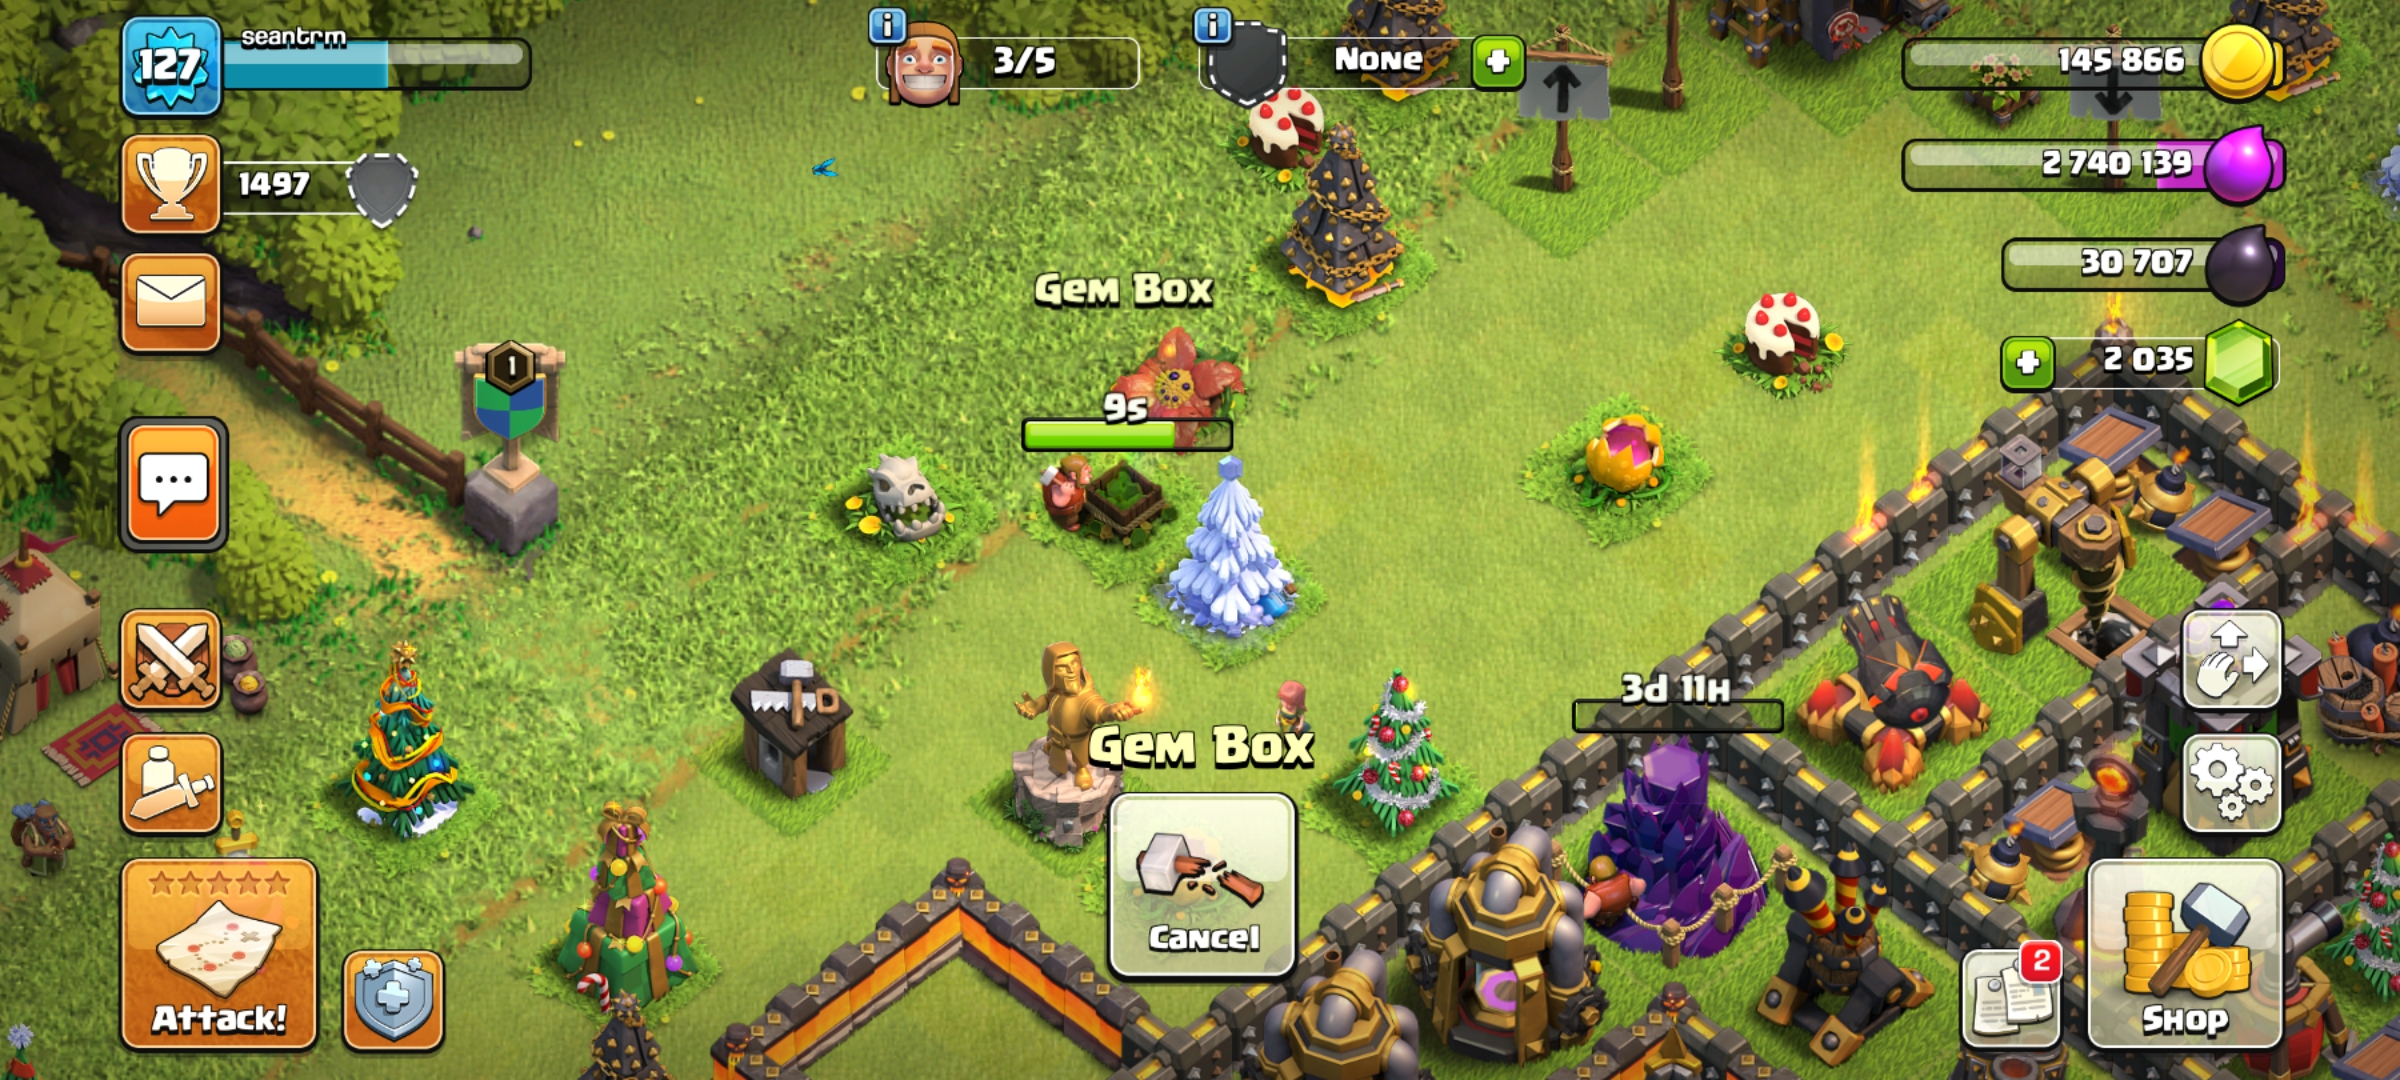 127
seantrm
3/5
None
145 866
1497
2 740 139
30 707
2 035
Gem Box
1
9s
3d 11H
Gem Box
Cancel
Attack!
2
Shop